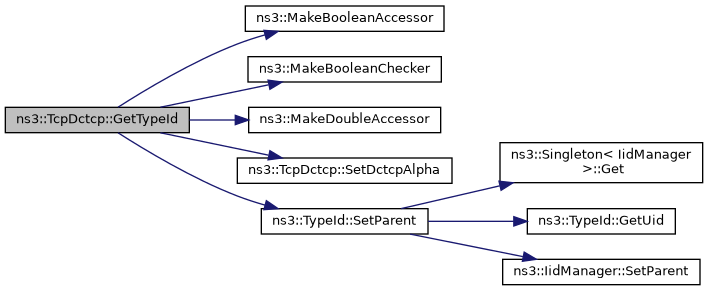 ns3::MakeBooleanAccessor
ns3::MakeBooleanChecker
ns3::TcpDctcp::GetTypeId
ns3::MakeDoubleAccessor
ns3::TcpDctcp::SetDctcpAlpha
ns3::TypeId::SetParent
ns3::Singleton< IidManager
>::Get
ns3::TypeId::GetUid
ns3::IidManager::SetParent